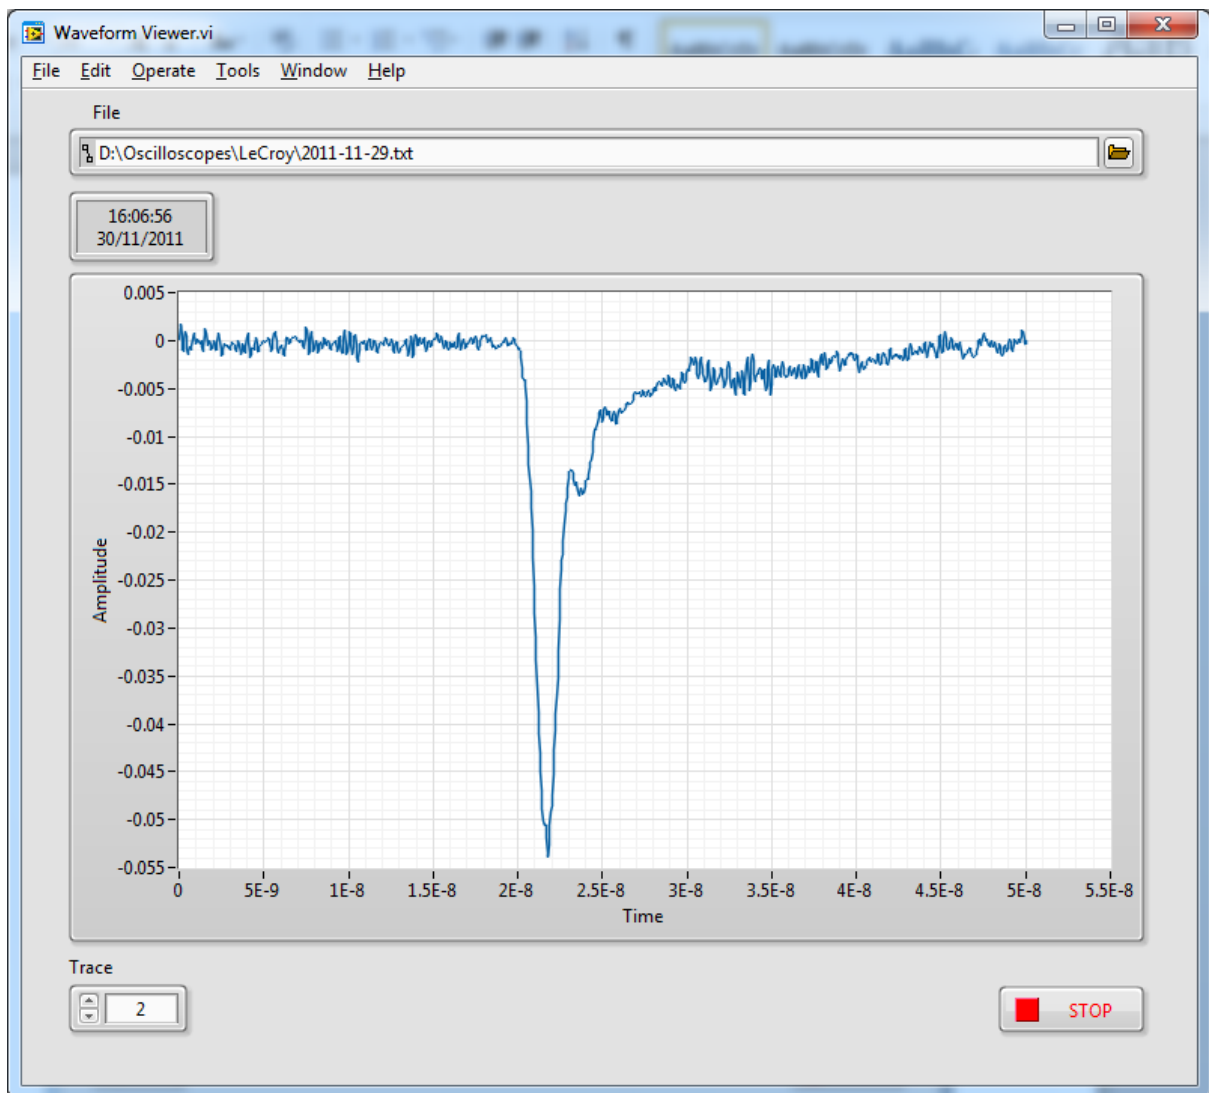 Waveform Viewer.vi
File Edit Operate Tools Window Help
File
D:\Oscilloscopes\LeCroy\2011-11-29.txt
16:06:56
30/11/2011
0.005
0
-0.005
-0.01
-0.015
-0.02
-0.025
-0.03
-0.035
-0.04
-0.045
-0.05
-0.055
Amplitude
0 5E-9 1E-8 1.5E-8 2E-8 2.5E-8 3E-8 3.5E-8 4E-8 4.5E-8 5E-8 5.5E-8
Time
Trace
2
STOP